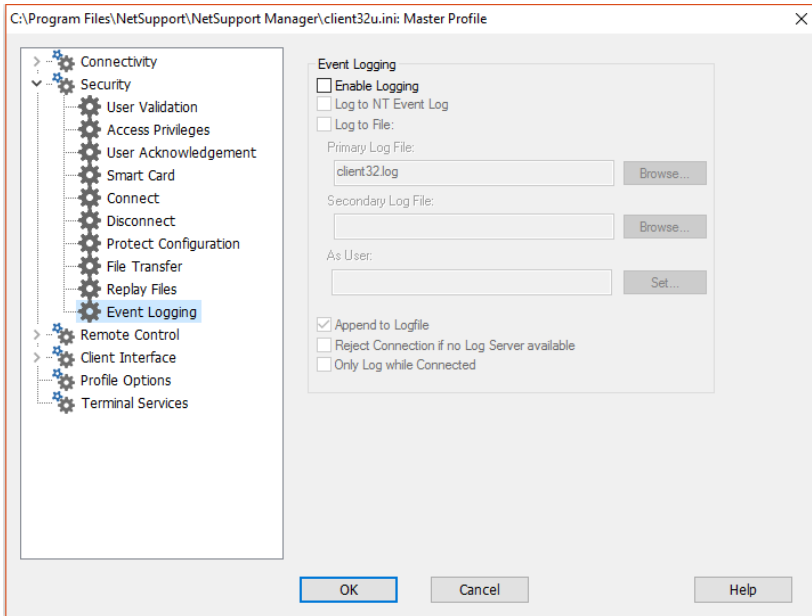 C:\Program Files\NetSupport\NetSupport Manager\client32u.ini: Master Profile
Connectivity
Security
User Validation
Access Privileges
User Acknowledgement
Smart Card
Connect
Disconnect
Protect Configuration
File Transfer
Replay Files
Event Logging
Remote Control
Client Interface
Profile Options
Terminal Services
Event Logging
Enable Logging
Log to NT Event Log
Log to File:
Primary Log File:
client32.log Browse...
Secondary Log File:
Browse...
As User:
Set...
Append to Logfile
Reject Connection if no Log Server available
Only Log while Connected
OK Cancel Help